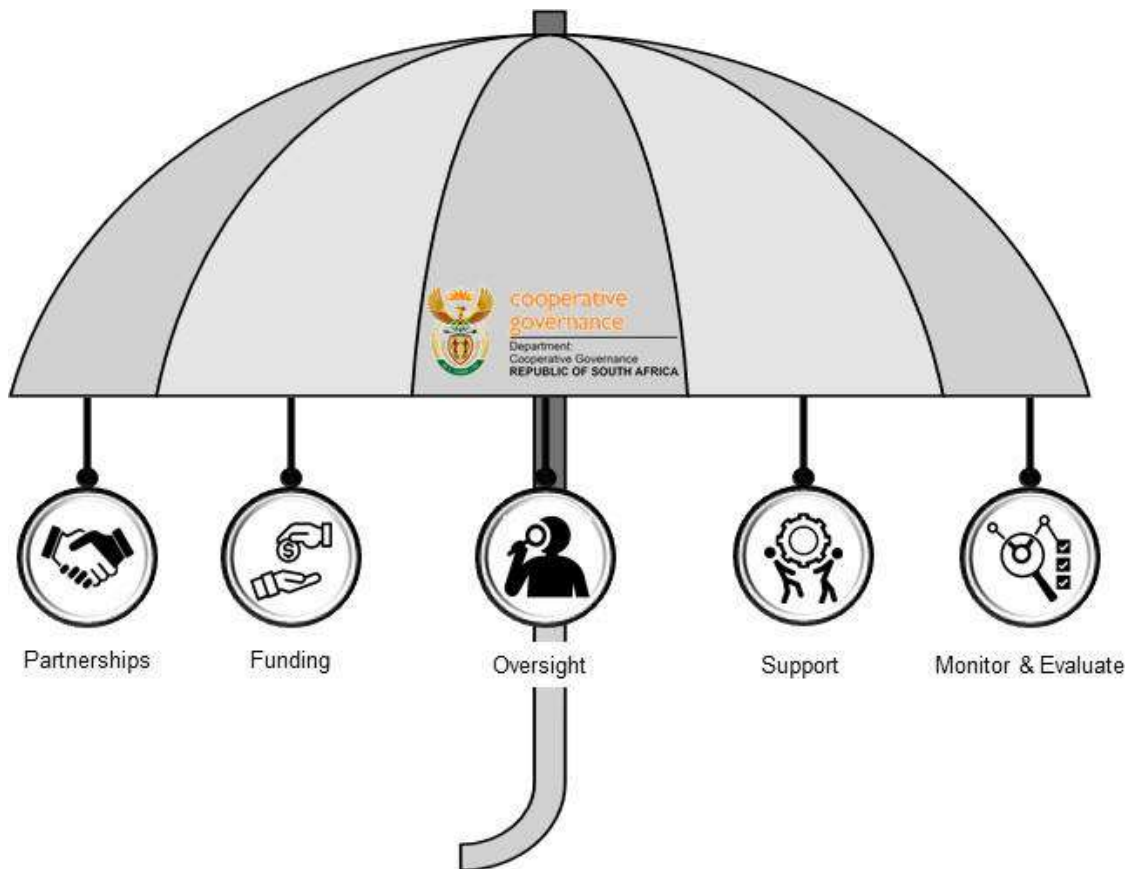 cooperative
governance
Department:
Cooperative Governance
REPUBLIC OF SOUTH AFRICA
Partnerships
Funding
Oversight
Support
Monitor & Evaluate